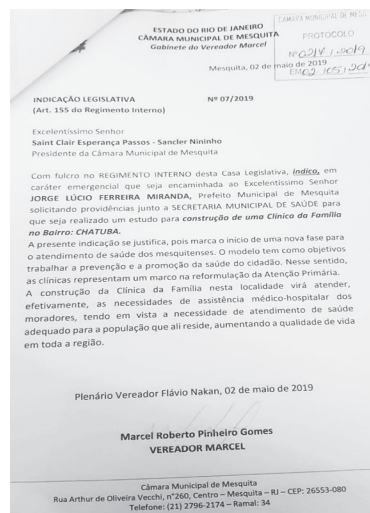 ESTADO DO RIO DE JANEIRO
CÂMARA MUNICIPAL DE MESQUITA
Gabinete do Vereador Marcel
CÂMARA MUNICIPAL DE MESQ
PROTOCOLO
Nº 021/2019
EM 02/05/201
Mesquita, 02 de maio de 2019
INDICAÇÃO LEGISLATIVA Nº 07/2019
(Art. 155 do Regimento Interno)
Excelentíssimo Senhor
Saint Clair Esperança Passos - Sancler Nininho
Presidente da Câmara Municipal de Mesquita
Com fulcro no REGIMENTO INTERNO desta Casa Legislativa, indico, em
caráter emergencial que seja encaminhada ao Excelentíssimo Senhor
JORGE LÚCIO FERREIRA MIRANDA, Prefeito Municipal de Mesquita
solicitando providências junto a SECRETARIA MUNICIPAL DE SAÚDE para
que seja realizado um estudo para construção de uma Clínica da Família
no Bairro: CHATUBA.
A presente indicação se justifica, pois marca o início de uma nova fase para
o atendimento de saúde dos mesquitenses. O modelo tem como objetivos
trabalhar a prevenção e a promoção da saúde do cidadão. Nesse sentido,
as clínicas representam um marco na reformulação da Atenção Primária.
A construção da Clínica da Família nesta localidade virá atender,
efetivamente, as necessidades de assistência médico-hospitalar dos
moradores, tendo em vista a necessidade de atendimento de saúde
adequado para a população que ali reside, aumentando a qualidade de vida
em toda a região.
Plenário Vereador Flávio Nakan, 02 de maio de 2019
Marcel Roberto Pinheiro Gomes
VEREADOR MARCEL
Câmara Municipal de Mesquita
Rua Arthur de Oliveira Vecchi, n°260, Centro – Mesquita – RJ – CEP: 26553-080
Telefone: (21) 2796-2174 – Ramal: 34